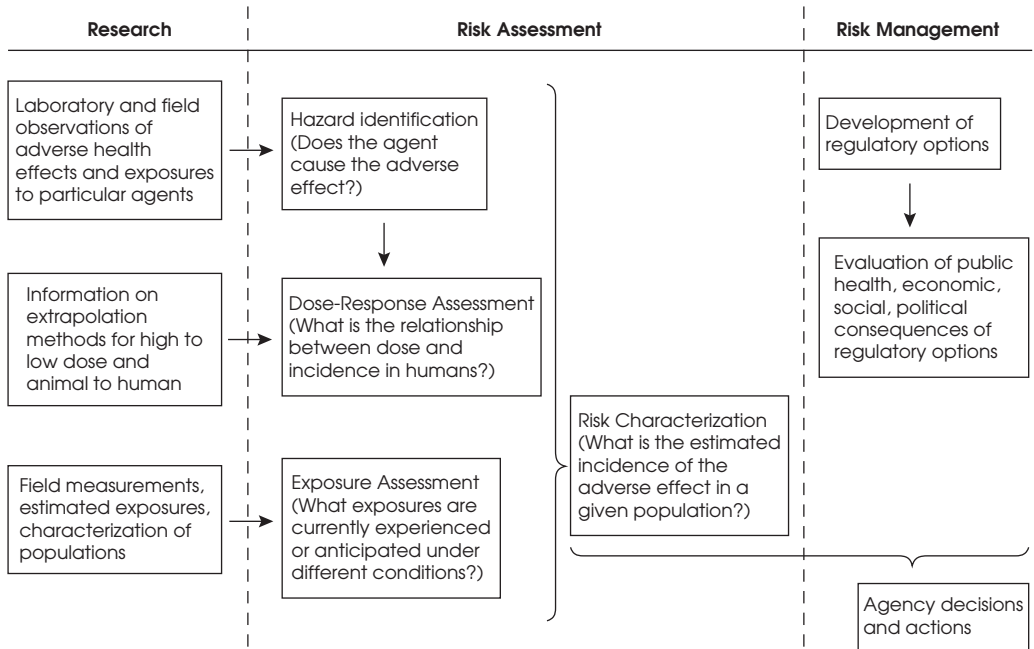 Research
Risk Assessment
Risk Management
Laboratory and field
observations of
adverse health
effects and exposures
to particular agents
Hazard identification
(Does the agent
cause the adverse
effect?)
Development of
regulatory options
Information on
extrapolation
methods for high to
low dose and
animal to human
Dose-Response Assessment
(What is the relationship
between dose and
incidence in humans?)
Evaluation of public
health, economic,
social, political
consequences of
regulatory options
Risk Characterization
(What is the estimated
incidence of the
adverse effect in a
given population?)
Field measurements,
estimated exposures,
characterization of
populations
Exposure Assessment
(What exposures are
currently experienced
or anticipated under
different conditions?)
Agency decisions
and actions